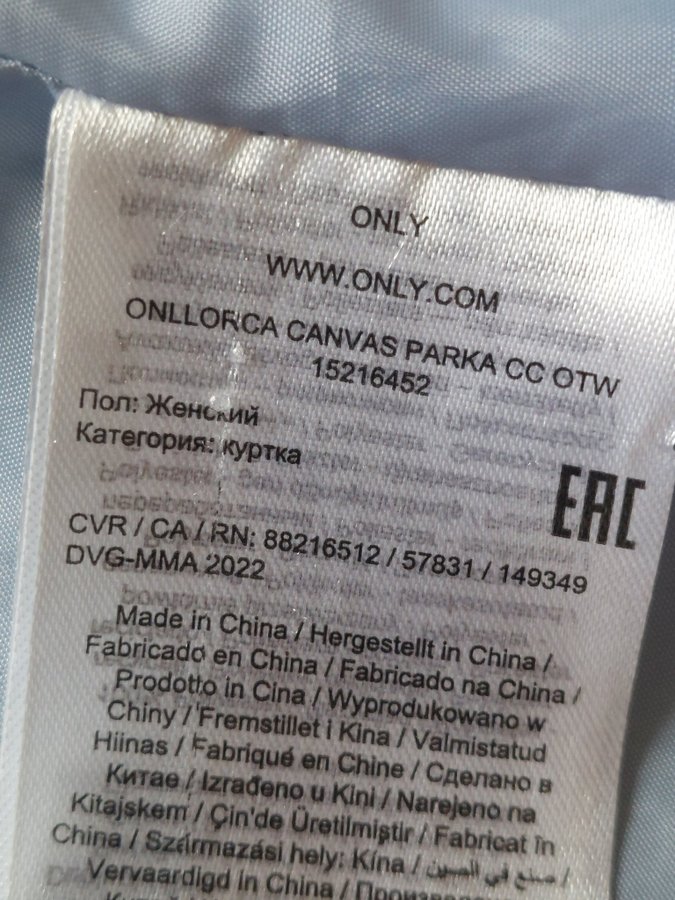 ONLY
WWW.ONLY.COM
ONLLORCA CANVAS PARKA CC OTW
15216452
Пол: Женский
Категория: куртка
EAC
CVR / CA / RN: 88216512 / 57831 / 149349
DVG-MMA 2022
Made in China / Hergestellt in China /
Fabricado en China / Fabricado na China /
Prodotto in Cina / Wyprodukowano w
Chiny / Fremstillet i Kina / Valmistatud
Hiinas / Fabriqué en Chine / Сделано в
Китае / Izrađeno u Kini / Narejeno na
Kitajskem / Çin'de Üretilmiştir / Fabricat în
China / Származási hely: Kína / صنع في الصين /
Vervaardigd in China /